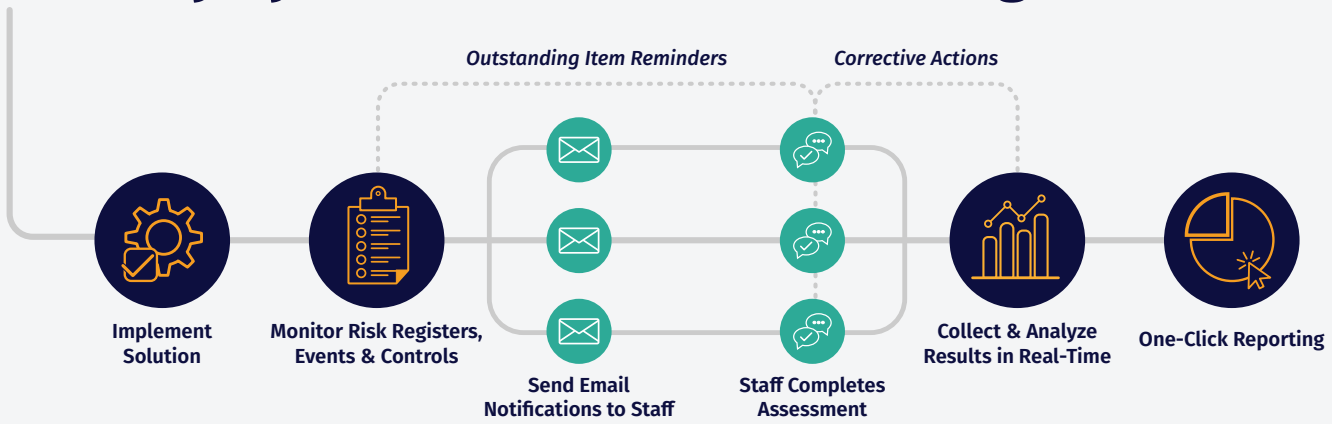 Outstanding Item Reminders
Corrective Actions
Implement
Solution
Monitor Risk Registers,
Events & Controls
Send Email
Notifications to Staff
Staff Completes
Assessment
Collect & Analyze
Results in Real-Time
One-Click Reporting